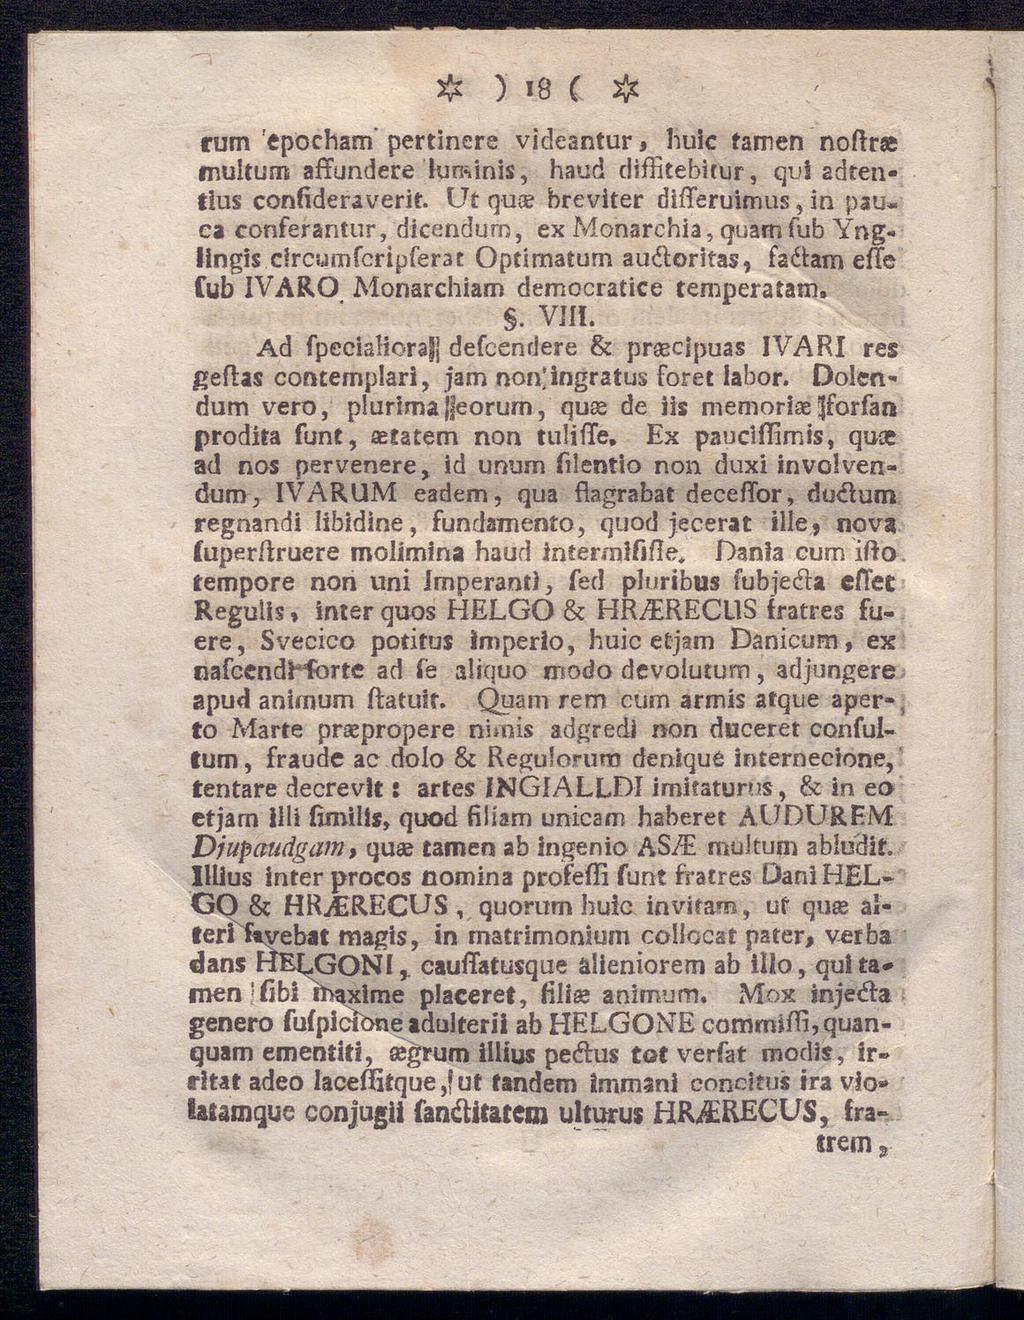 ✡ ) 18 ( ✡
rum epocham pertinere videantur, huic tamen noſtræ
multum affundere luminis, haud diffitebitur, qui adten-
tius conſideraverit. Ut quæ breviter diſſeruimus, in pau-
ca conferantur, dicendum, ex Monarchia, quam ſub Yng-
lingis circumſcripſerat Optimatum auctoritas, factam eſſe
ſub IVARO Monarchiam democratice temperatam.
§. VIII.
Ad ſpecialiora deſcendere & præcipuas IVARI res
geſtas contemplari, jam non ingratus foret labor. Dolen-
dum vero, plurima eorum, quæ de iis memoriæ forſan
prodita ſunt, ætatem non tuliſſe. Ex pauciſſimis, quæ
ad nos pervenere, id unum ſilentio non duxi involven-
dum, IVARUM eadem, qua flagrabat deceſſor, ductum
regnandi libidine, fundamento, quod jecerat ille, nova
ſuperſtruere molimina haud intermiſiſſe. Dania cum iſto
tempore non uni Imperanti, ſed pluribus ſubjecta eſſet
Regulis, inter quos HELGO & HRÆRECUS fratres fu-
ere, Svecico potitus imperio, huic etjam Danicum, ex
naſcendi ſorte ad ſe aliquo modo devolutum, adjungere
apud animum ſtatuit. Quam rem cum armis atque aper-
to Marte præpropere nimis adgredi non duceret conſul-
tum, fraude ac dolo & Regulorum denique internecione,
tentare decrevit: artes INGIALLDI imitaturus, & in eo
etjam illi ſimilis, quod filiam unicam haberet AUDUREM
Djupaudgam, quæ tamen ab ingenio ASÆ multum abludit.
Illius inter procos nomina profeſſi ſunt fratres Dani HEL-
GO & HRÆRECUS, quorum huic invitam, ut quæ al-
teri favebat magis, in matrimonium collocat pater, verba
dans HELGONI, cauſſatusque alieniorem ab illo, qui ta-
men ſibi maxime placeret, filiæ animum. Mox injecta
genero ſuſpicione adulterii ab HELGONE commiſſi, quan-
quam ementiti, ægrum illius pectus tot verſat modis, ir-
ritat adeo laceſſitque, ut tandem immani concitus ira vio-
latamque conjugii ſanctitatem ulturus HRÆRECUS, fra-
trem,